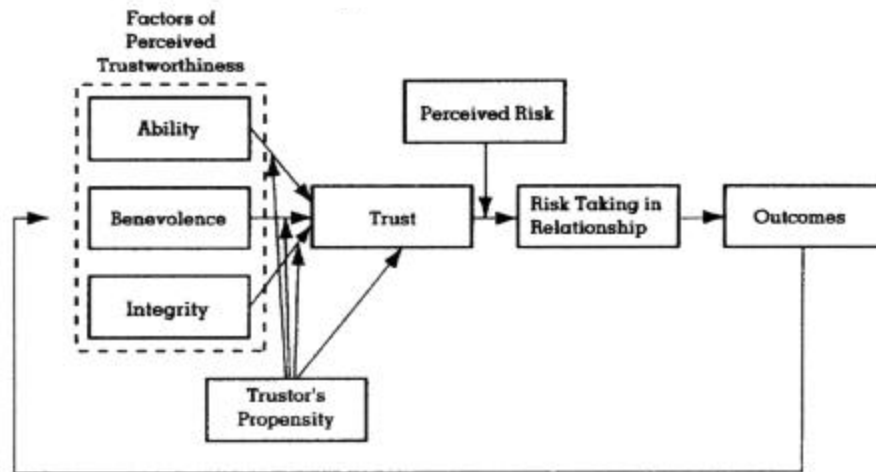 Factors of
Perceived
Trustworthiness
Ability
Benevolence
Integrity
Trustor's
Propensity
Trust
Perceived Risk
Risk Taking in
Relationship
Outcomes